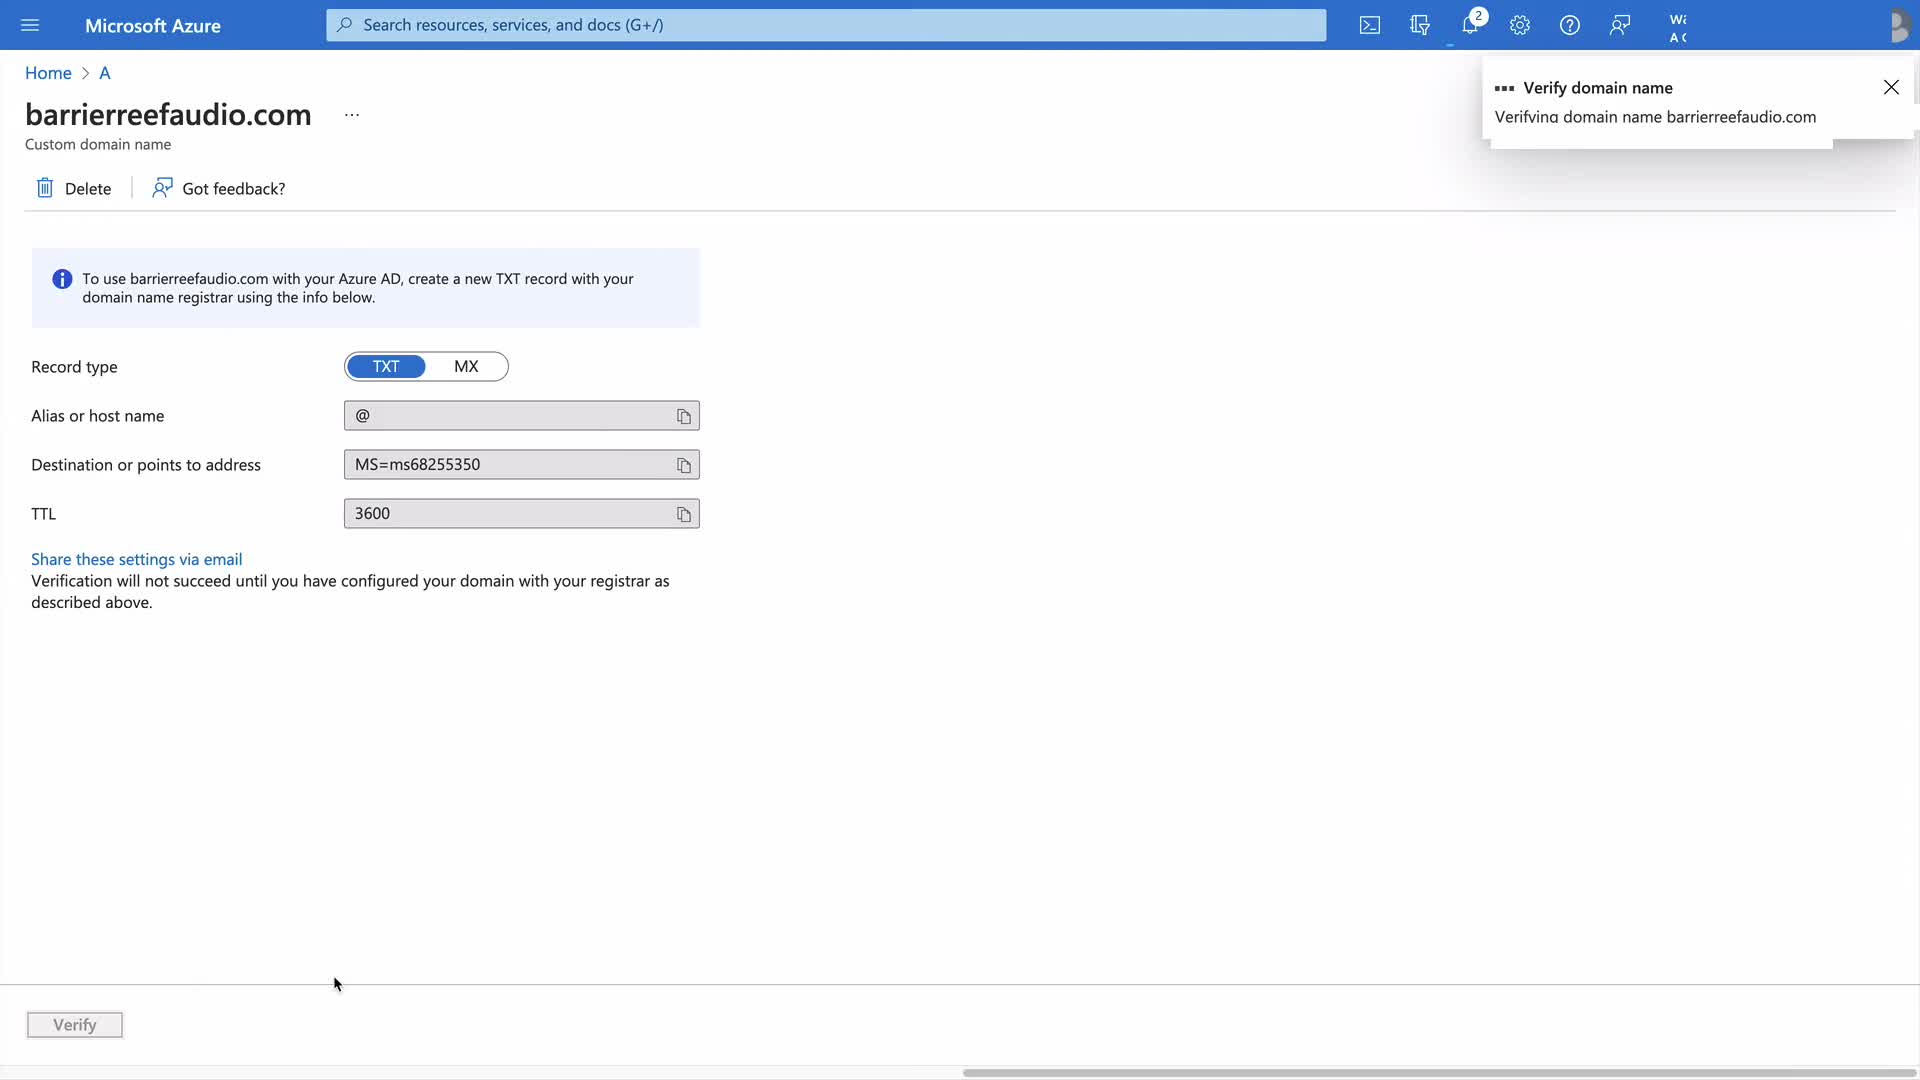 Microsoft Azure
Search resources, services, and docs (G+/)
2
Home > A
barrierreefaudio.com ...
Custom domain name
Delete
Got feedback?
Verify domain name
Verifying domain name barrierreefaudio.com
To use barrierreefaudio.com with your Azure AD, create a new TXT record with your
domain name registrar using the info below.
Record type
TXT
MX
Alias or host name
@
Destination or points to address
MS=ms68255350
TTL
3600
Share these settings via email
Verification will not succeed until you have configured your domain with your registrar as
described above.
Verify